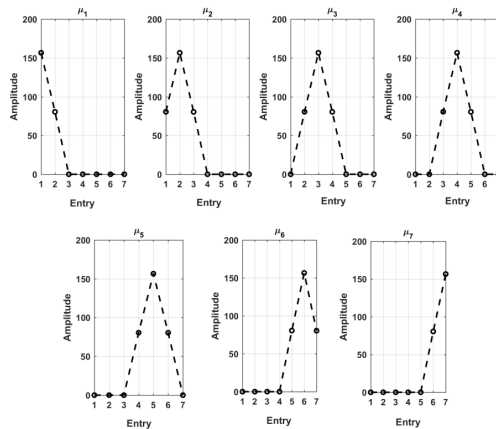 μ1 μ2 μ3 μ4
200 200 200 200
150 150 150 150
100 100 100 100
50 50 50 50
0 0 0 0
Amplitude Amplitude Amplitude Amplitude
1 2 3 4 5 6 7 1 2 3 4 5 6 7 1 2 3 4 5 6 7 1 2 3 4 5 6
Entry Entry Entry Entry
μ5 μ6 μ7
200 200 200
150 150 150
100 100 100
50 50 50
0 0 0
Amplitude Amplitude Amplitude
1 2 3 4 5 6 7 1 2 3 4 5 6 7 1 2 3 4 5 6 7
Entry Entry Entry